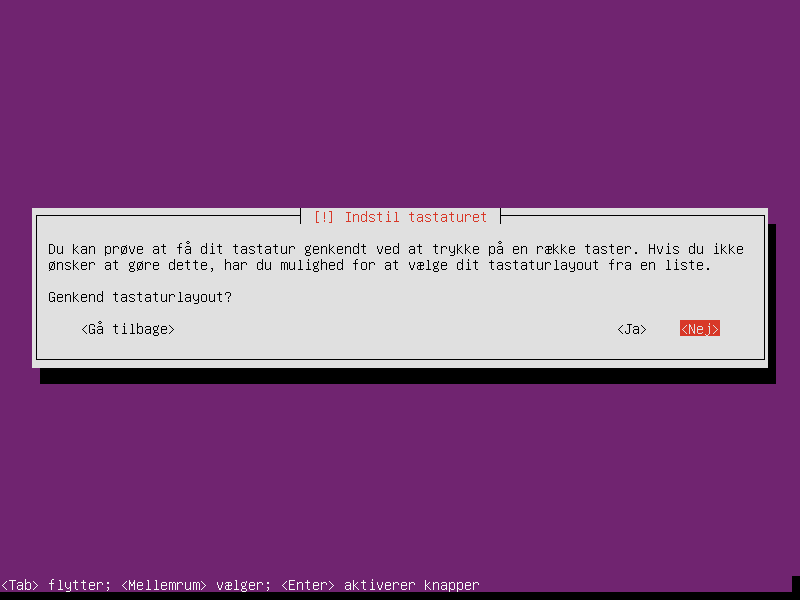 [!] Indstil tastaturet
Du kan prøve at få dit tastatur genkendt ved at trykke på en række taster. Hvis du ikke
ønsker at gøre dette, har du mulighed for at vælge dit tastaturlayout fra en liste.
Genkend tastaturlayout?
<Gå tilbage> <Ja> <Nej>
<Tab> flytter; <Mellemrum> vælger; <Enter> aktiverer knapper